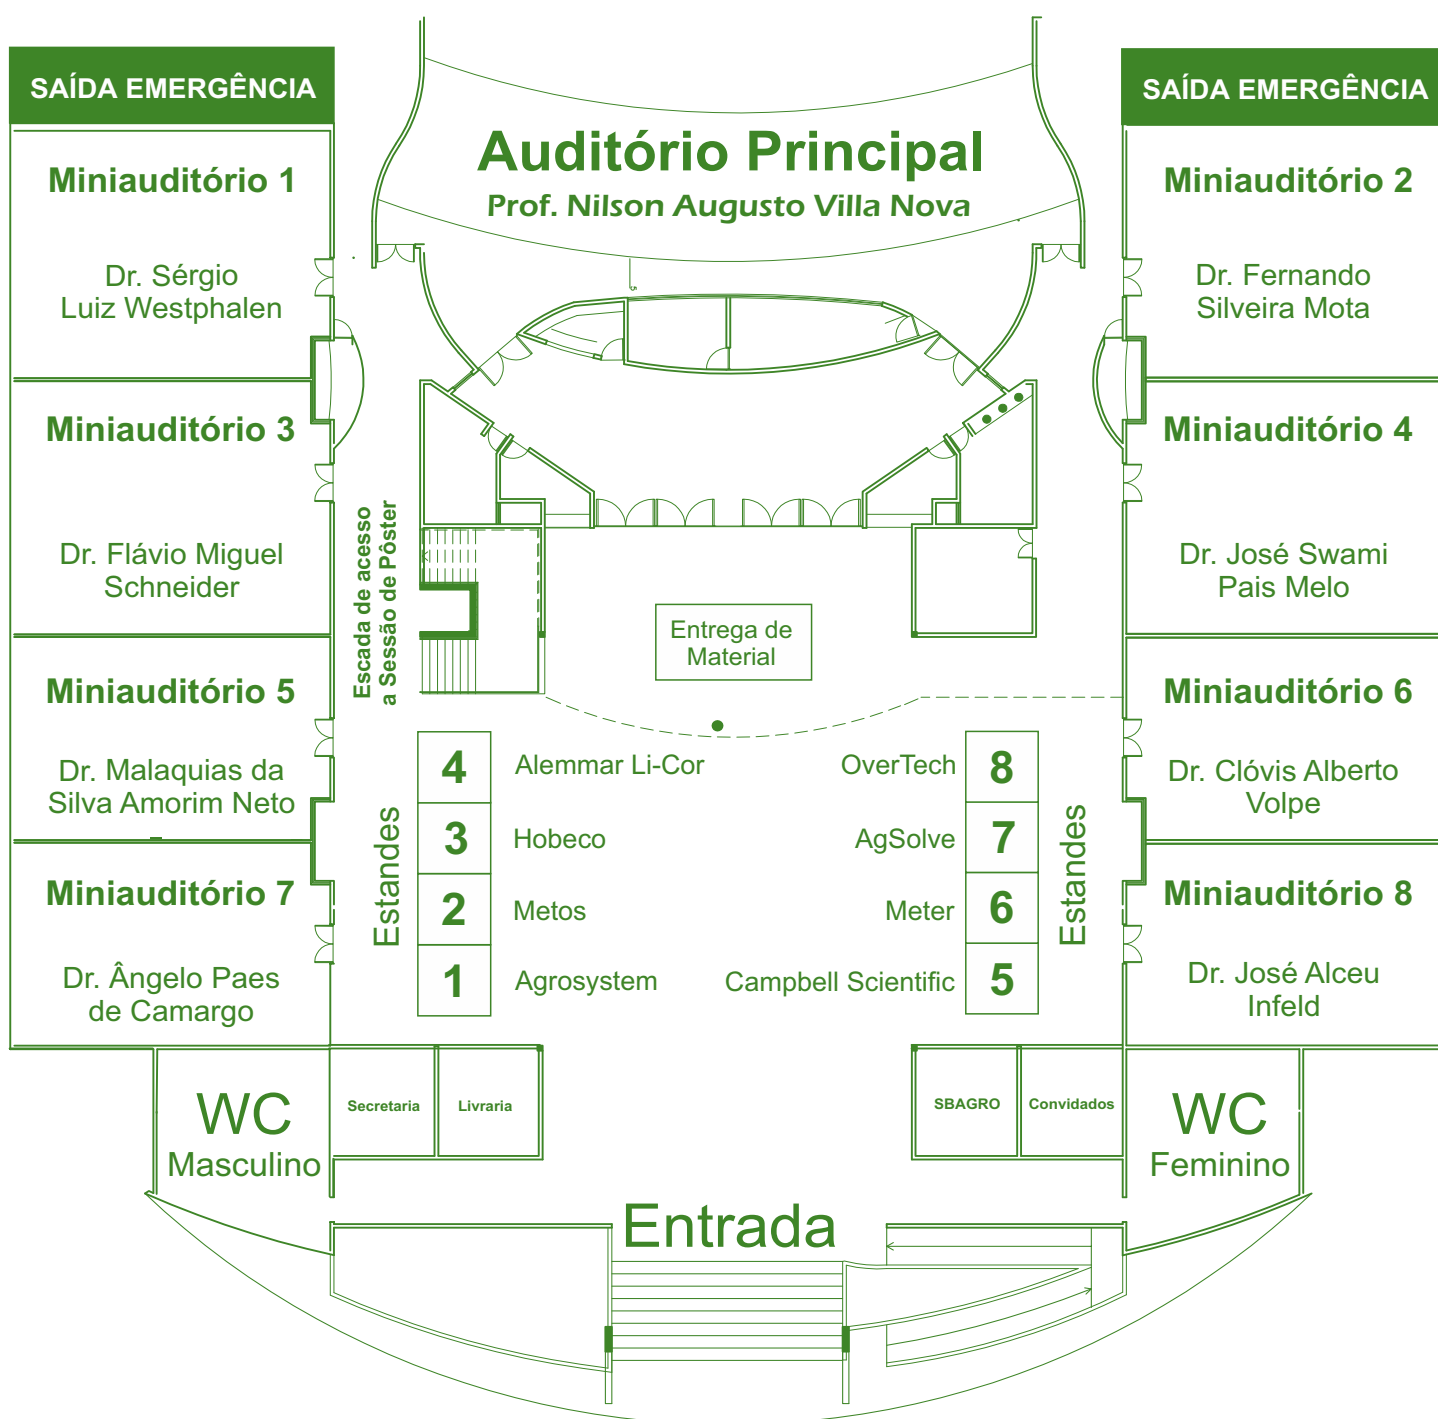 SAÍDA EMERGÊNCIA
SAÍDA EMERGÊNCIA
Auditório Principal
Prof. Nilson Augusto Villa Nova
Miniauditório 1
Dr. Sérgio
Luiz Westphalen
Miniauditório 2
Dr. Fernando
Silveira Mota
Miniauditório 3
Dr. Flávio Miguel
Schneider
Miniauditório 4
Dr. José Swami
Pais Melo
Escada de acesso
a Sessão de Pôster
Entrega de
Material
Miniauditório 5
Dr. Malaquias da
Silva Amorim Neto
Miniauditório 6
Dr. Clóvis Alberto
Volpe
Estandes
4 Alemmar Li-Cor
3 Hobeco
2 Metos
1 Agrosystem
OverTech 8
AgSolve 7
Meter 6
Campbell Scientific 5
Estandes
Miniauditório 7
Dr. Ângelo Paes
de Camargo
Miniauditório 8
Dr. José Alceu
Infeld
WC
Masculino
Secretaria
Livraria
SBAGRO
Convidados
WC
Feminino
Entrada